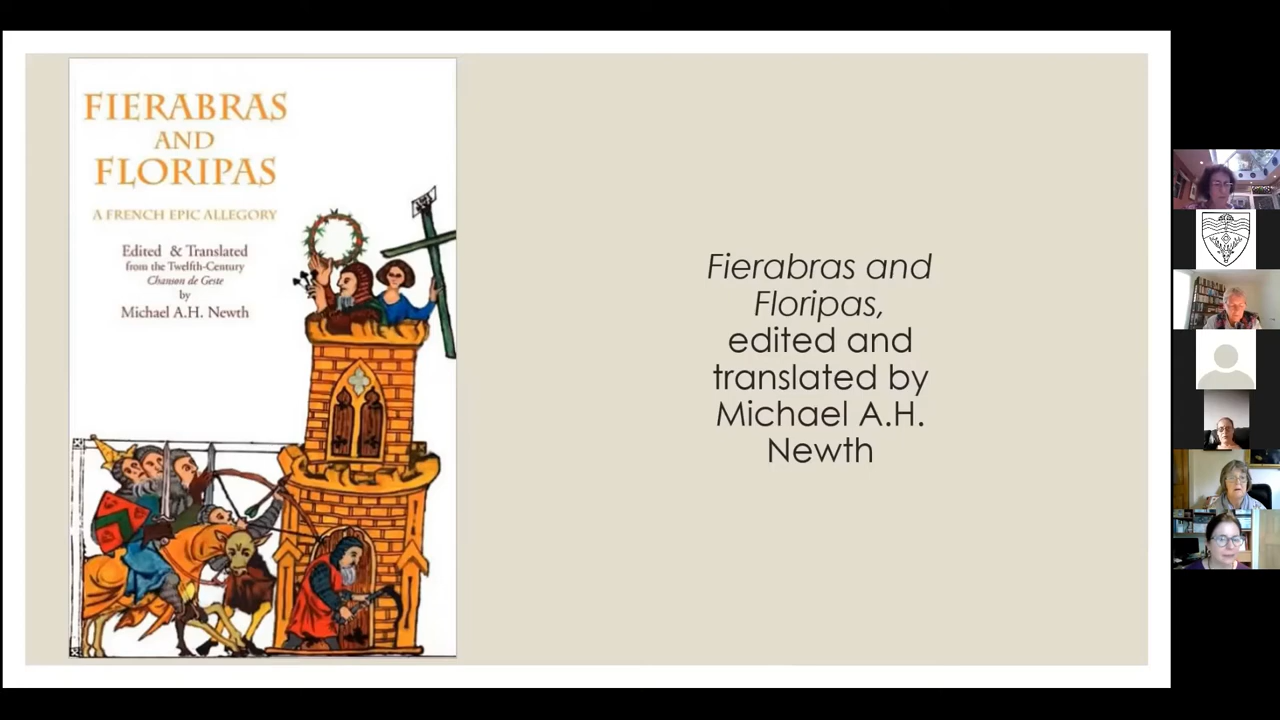 FIERABRAS
AND
FLORIPAS
A FRENCH EPIC ALLEGORY
Edited & Translated
from the Twelfth-Century
Chanson de Geste
by
Michael A.H. Newth
Fierabras and
Floripas,
edited and
translated by
Michael A.H.
Newth